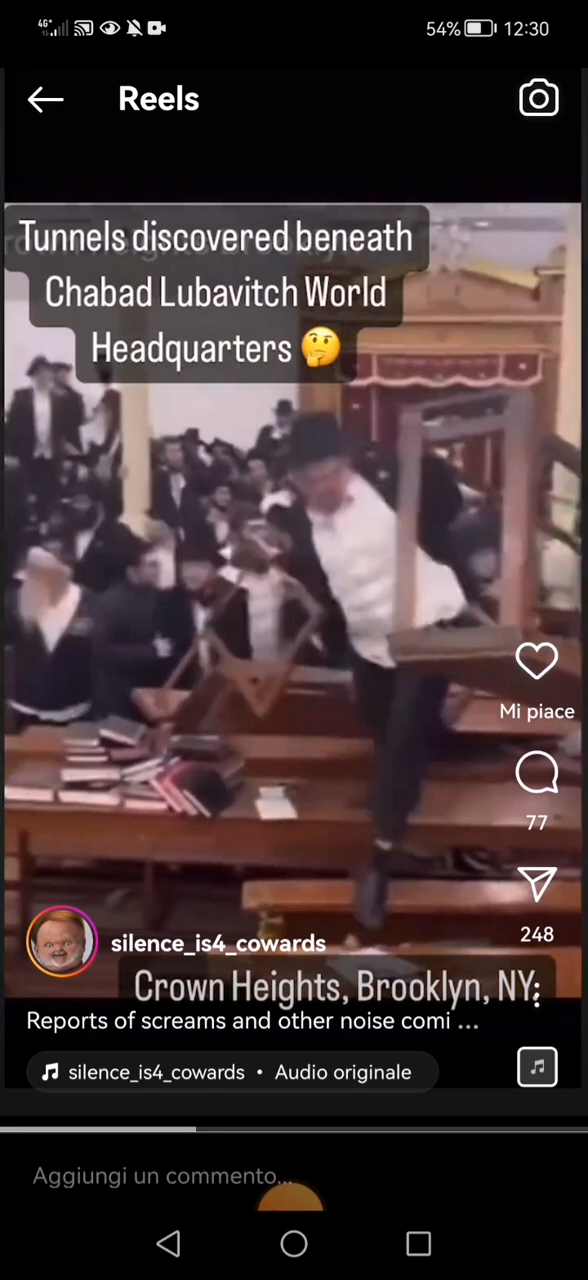 4G+
54% 12:30
Reels
Tunnels discovered beneath
Chabad Lubavitch World
Headquarters 🤔
Mi piace
77
248
silence_is4_cowards
Crown Heights, Brooklyn, NY
Reports of screams and other noise comi ...
silence_is4_cowards • Audio originale
Aggiungi un commento...